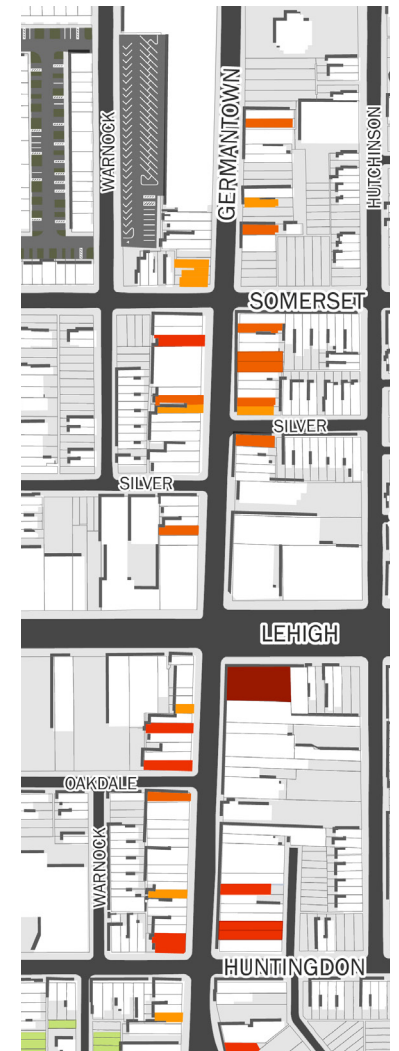 WARNOCK
GERMANTOWN
HUTCHINSON
SOMERSET
SILVER
SILVER
LEHIGH
OAKDALE
WARNOCK
HUNTINGDON